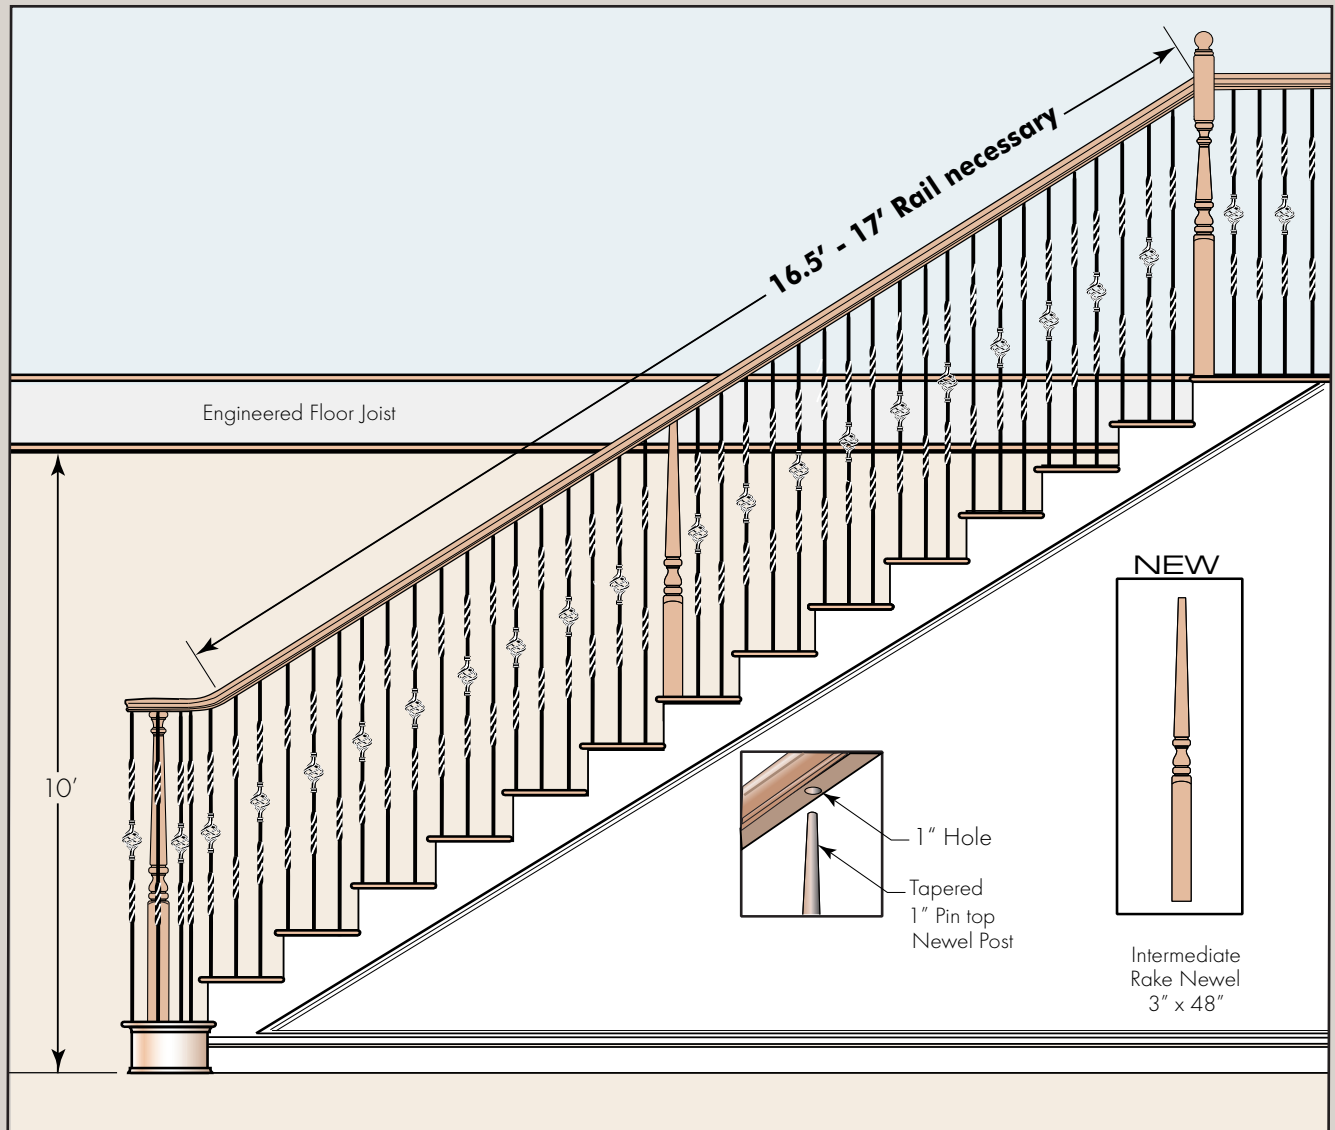 16.5’ - 17’ Rail necessary
Engineered Floor Joist
10’
NEW
1“ Hole
Tapered
1” Pin top
Newel Post
Intermediate
Rake Newel
3” x 48”